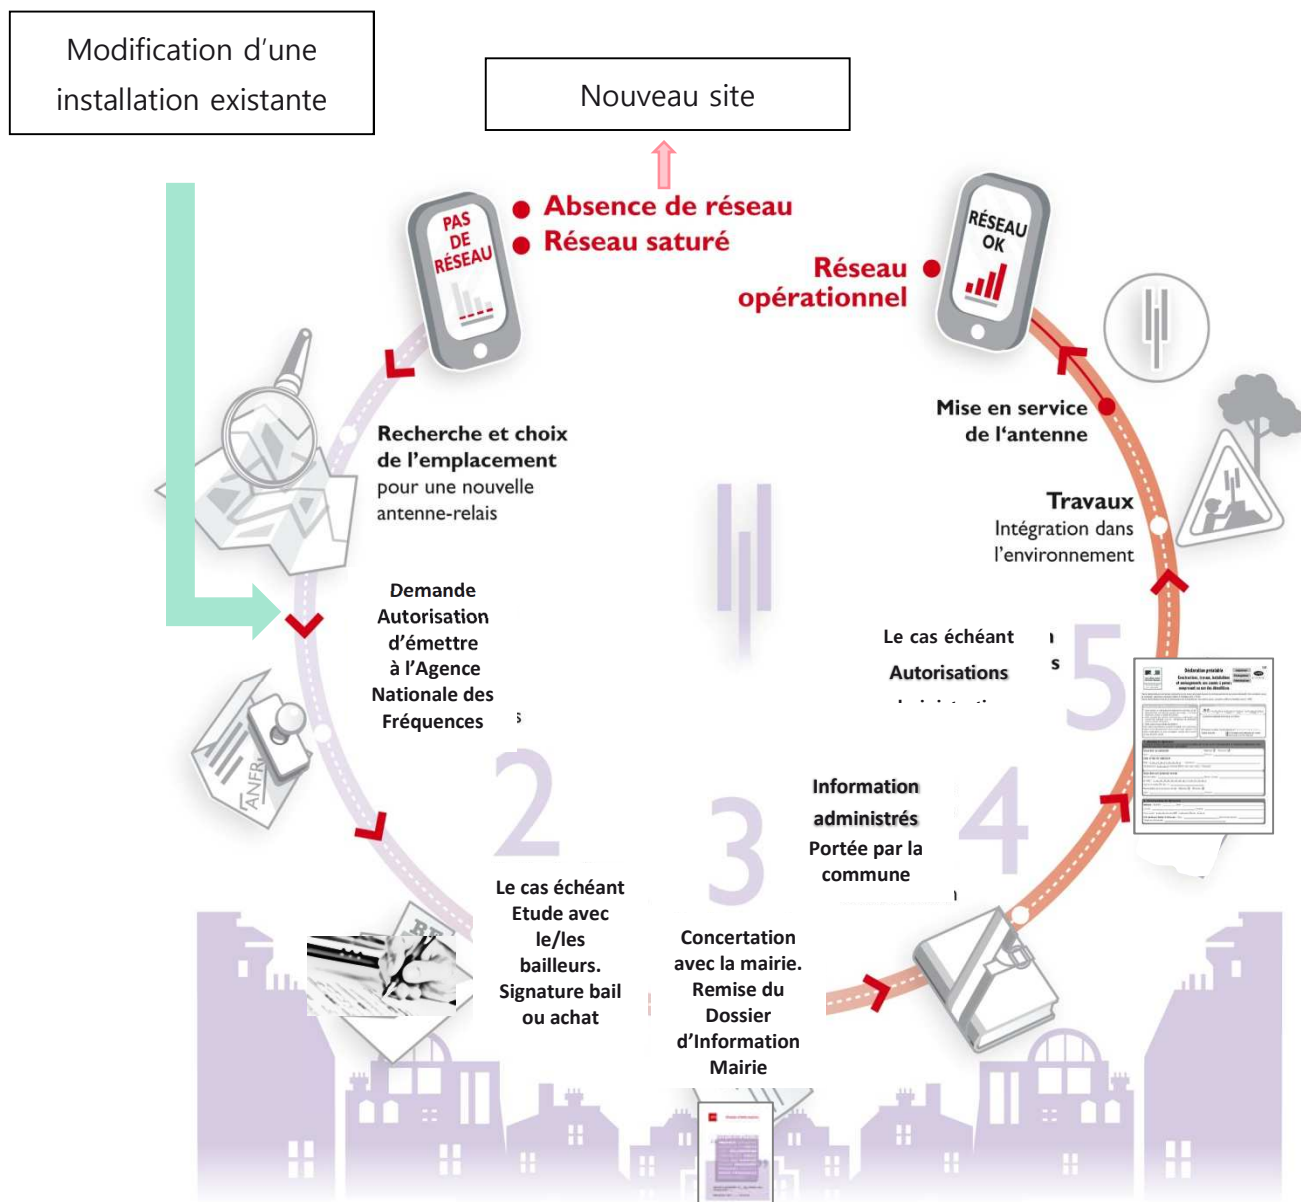 Modification d’une
installation existante
Nouveau site
PAS
DE
RÉSEAU
Absence de réseau
Réseau saturé
RÉSEAU
OK
Réseau
opérationnel
Recherche et choix
de l’emplacement
pour une nouvelle
antenne-relais
Mise en service
de l‘antenne
Travaux
Intégration dans
l’environnement
Demande
Autorisation
d’émettre
à l’Agence
Nationale des
Fréquences
s
ANFR
2
Le cas échéant
Etude avec
le/les
bailleurs.
Signature bail
ou achat
3
Concertation
avec la mairie.
Remise du
Dossier
d’Information
Mairie
4
Information
administrés
Portée par la
commune
n
5
Le cas échéant
Autorisations
n
s
Déclaration préalable